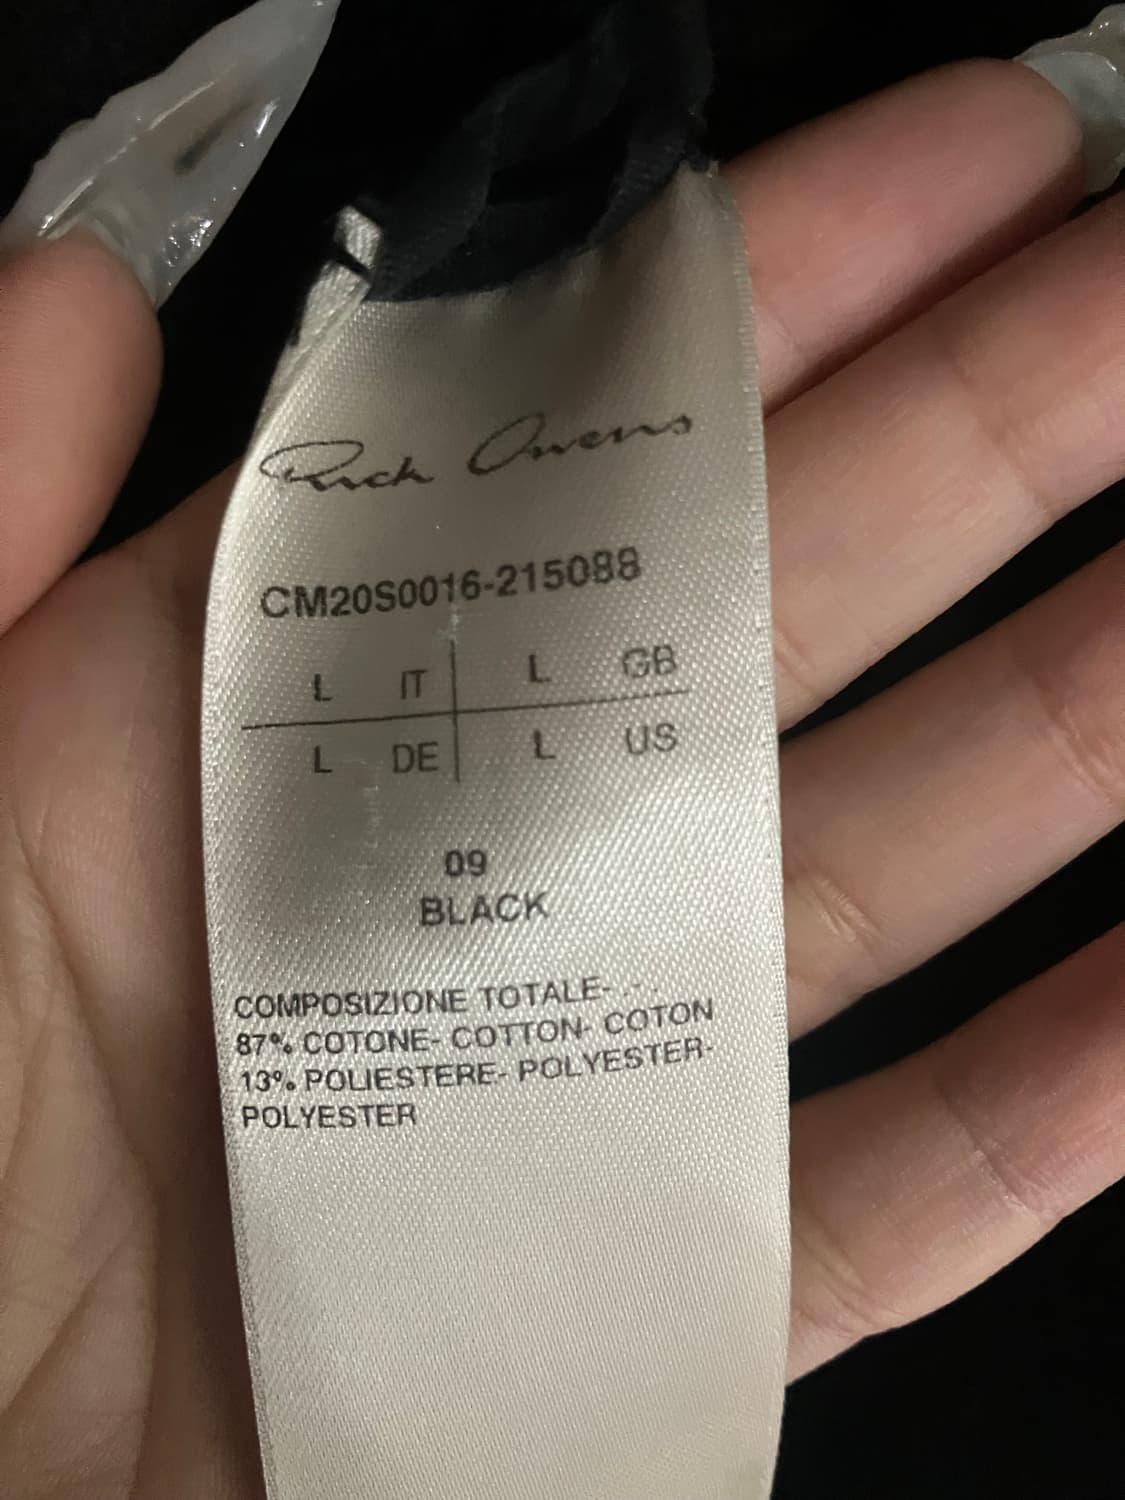 Rick Owens
CM20S0016-215088
L IT L GB
L DE L US
09
BLACK
COMPOSIZIONE TOTALE- - .
87% COTONE- COTTON- COTON
13% POLIESTERE- POLYESTER-
POLYESTER